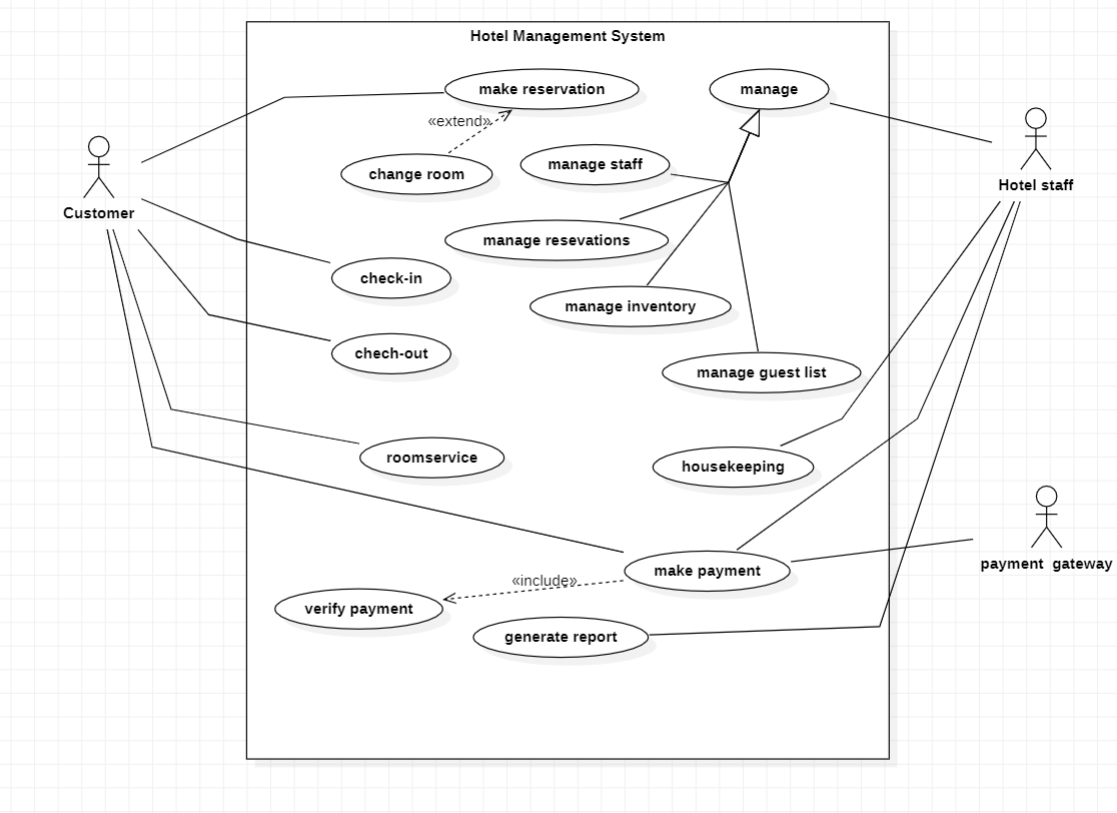 Hotel Management System
make reservation
manage
«extend»
change room
manage staff
Customer
Hotel staff
manage resevations
check-in
manage inventory
chech-out
manage guest list
roomservice
housekeeping
make payment
payment gateway
«include»
verify payment
generate report